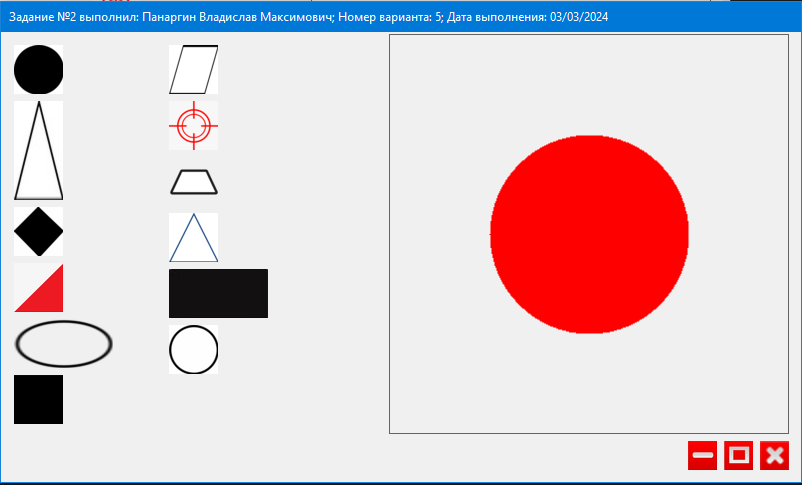 Задание №2 выполнил: Панаргин Владислав Максимович; Номер варианта: 5; Дата выполнения: 03/03/2024